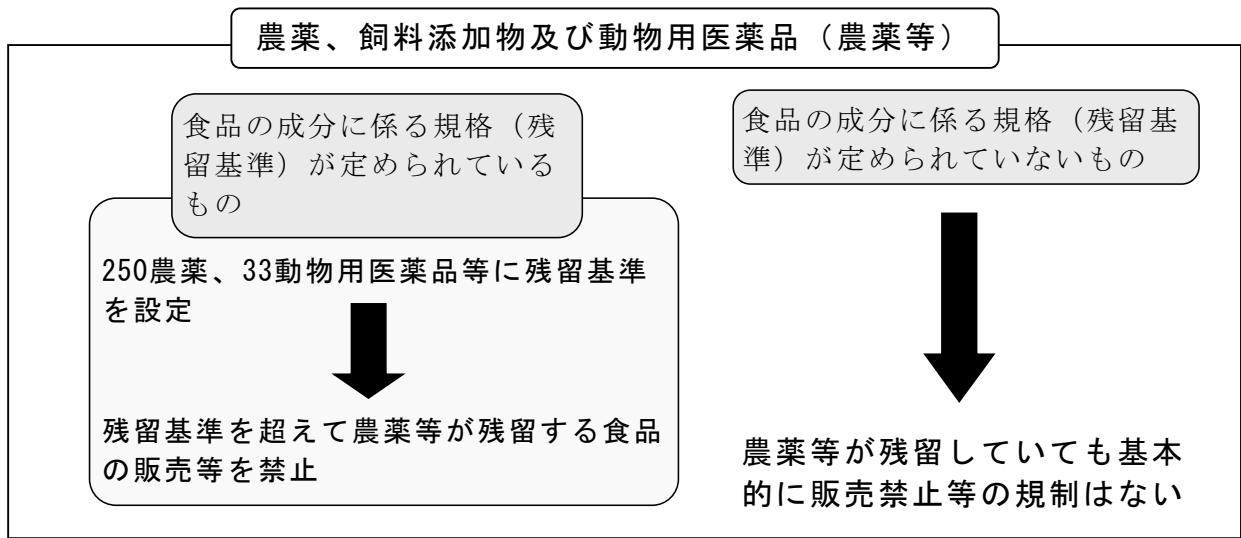 農薬、飼料添加物及び動物用医薬品（農薬等）
食品の成分に係る規格（残
留基準）が定められている
もの
250農薬、33動物用医薬品等に残留基準
を設定
残留基準を超えて農薬等が残留する食品
の販売等を禁止
食品の成分に係る規格（残留基
準）が定められていないもの
農薬等が残留していても基本
的に販売禁止等の規制はない